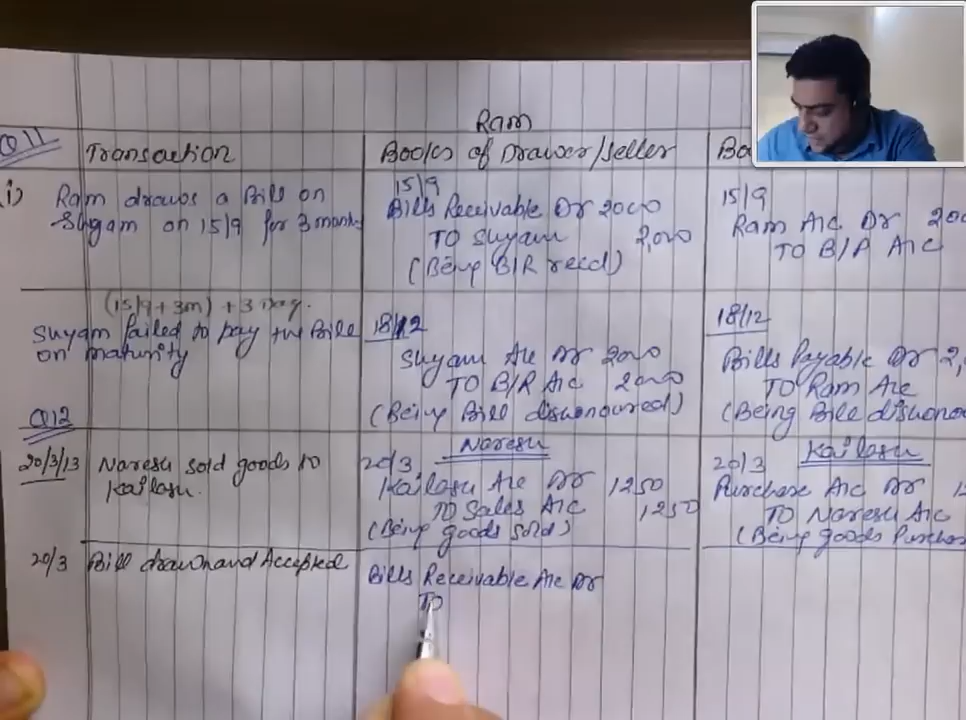 Ram
Q11
Transaction
Books of Drawer/seller
(i) Ram draws a Bill on
Shyam on 15/9 for 3 months
15/9
Bills Receivable Dr 2000
To Shyam 2,000
(Being B/R recd)
15/9
Ram A/c Dr
To B/P A/c
(15/9 + 3m) + 3 Day.
Shyam failed to pay the Bill
on maturity
18/12
Shyam A/c Dr 2000
To B/R A/c 2000
(Being Bill dishonoured)
18/12
Bills Payable Dr
To Ram A/c
(Being Bill
Q12
20/3/13 Naresh sold goods to
Kailash.
Naresh
20/3
Kailash A/c Dr 1250
To Sales A/c 1,250
(Being goods sold)
Kailash
20/3
Purchase A/c Dr
To Naresh A/c
(Being goods
20/3 Bill drawn and Accepted
Bills Receivable A/c Dr
To